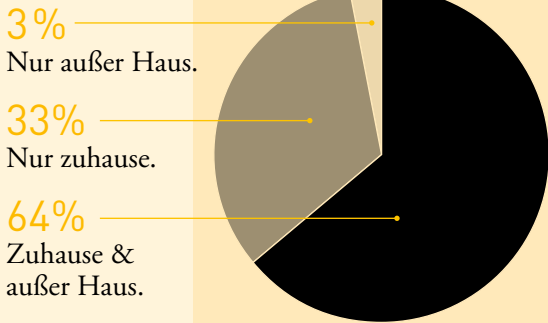 3%
Nur außer Haus.
33%
Nur zuhause.
64%
Zuhause &
außer Haus.